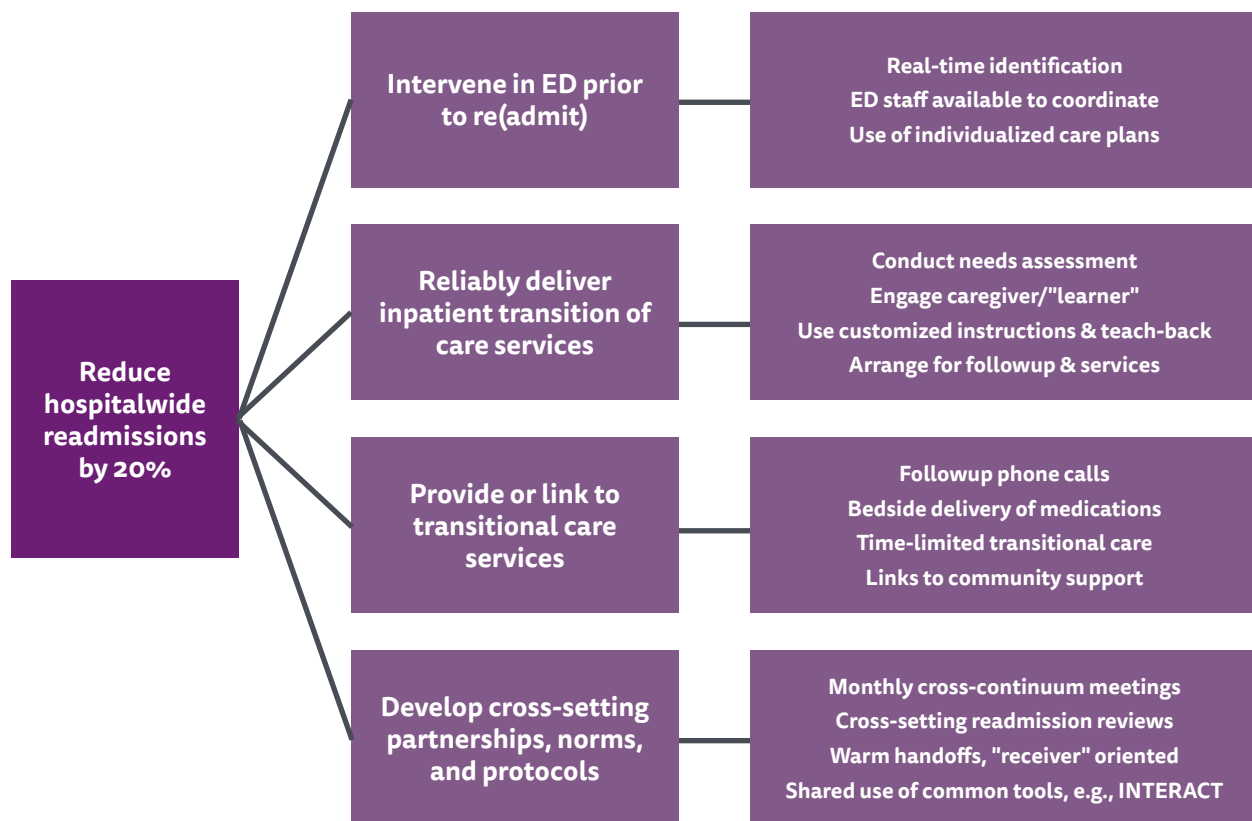 Reduce
hospitalwide
readmissions
by 20%
Intervene in ED prior
to re(admit)
Real-time identification
ED staff available to coordinate
Use of individualized care plans
Reliably deliver
inpatient transition of
care services
Conduct needs assessment
Engage caregiver/"learner"
Use customized instructions & teach-back
Arrange for followup & services
Provide or link to
transitional care
services
Followup phone calls
Bedside delivery of medications
Time-limited transitional care
Links to community support
Develop cross-setting
partnerships, norms,
and protocols
Monthly cross-continuum meetings
Cross-setting readmission reviews
Warm handoffs, "receiver" oriented
Shared use of common tools, e.g., INTERACT